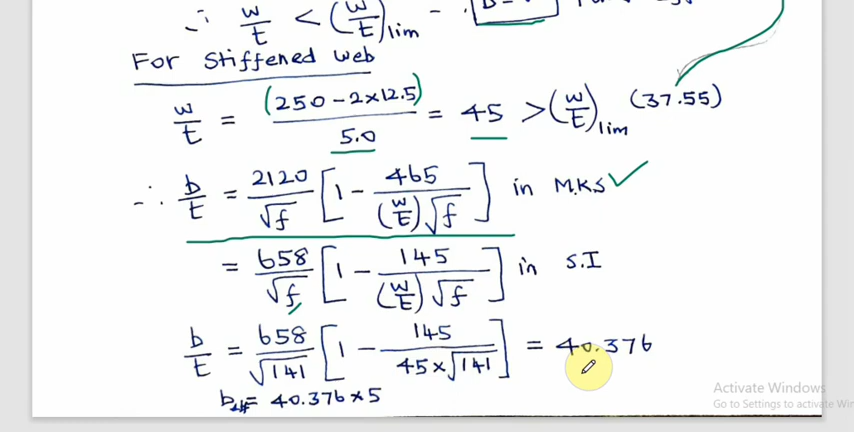 ∴ w/t < (w/t)lim
For stiffened web
w/t = (250-2×12.5)/5.0 = 45 > (w/t)lim (37.55)
∴ b/t = 2120/√f [1 - 465/((w/t)√f)] in M.K.S ✓
= 658/√f [1 - 145/((w/t)√f)] in S.I
b/t = 658/√141 [1 - 145/(45×√141)] = 40.376
beff = 40.376 × 5
Activate Windows
Go to Settings to activate Win